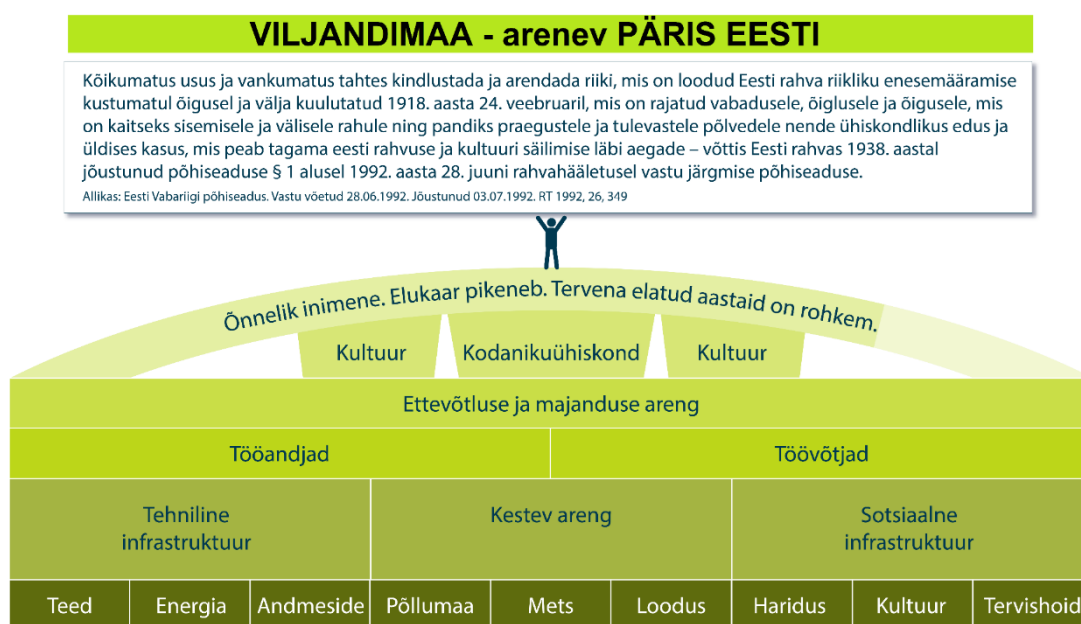 VILJANDIMAA - arenev PÄRIS EESTI
Kõikumatus usus ja vankumatus tahtes kindlustada ja arendada riiki, mis on loodud Eesti rahva riikliku enesemääramise
kustumatul õigusel ja välja kuulutatud 1918. aasta 24. veebruaril, mis on rajatud vabadusele, õiglusele ja õigusele, mis
on kaitseks sisemisele ja välisele rahule ning pandiks praegustele ja tulevastele põlvedele nende ühiskondlikus edus ja
üldises kasus, mis peab tagama eesti rahvuse ja kultuuri säilimise läbi aegade – võttis Eesti rahvas 1938. aastal
jõustunud põhiseaduse § 1 alusel 1992. aasta 28. juuni rahvahääletusel vastu järgmise põhiseaduse.
Allikas: Eesti Vabariigi põhiseadus. Vastu võetud 28.06.1992. Jõustunud 03.07.1992. RT 1992, 26, 349
Õnnelik inimene. Elukaar pikeneb. Tervena elatud aastaid on rohkem.
Kultuur
Kodanikuühiskond
Kultuur
Ettevõtluse ja majanduse areng
Tööandjad
Töövõtjad
Tehniline
infrastruktuur
Kestev areng
Sotsiaalne
infrastruktuur
Teed
Energia
Andmeside
Põllumaa
Mets
Loodus
Haridus
Kultuur
Tervishoid